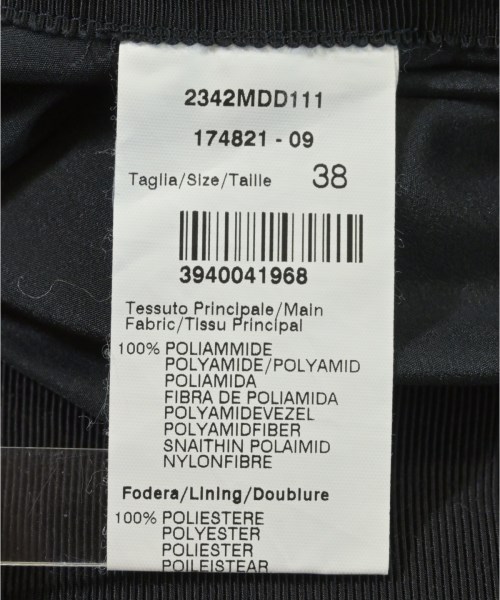 2342MDD111
174821 - 09
Taglia/Size/Taille 38
3940041968
Tessuto Principale/Main
Fabric/Tissu Principal
100% POLIAMMIDE
POLYAMIDE/POLYAMID
POLIAMIDA
FIBRA DE POLIAMIDA
POLYAMIDEVEZEL
POLYAMIDFIBER
SNAITHIN POLAIMID
NYLONFIBRE
Fodera/Lining/Doublure
100% POLIESTERE
POLYESTER
POLIESTER
POILEISTEAR